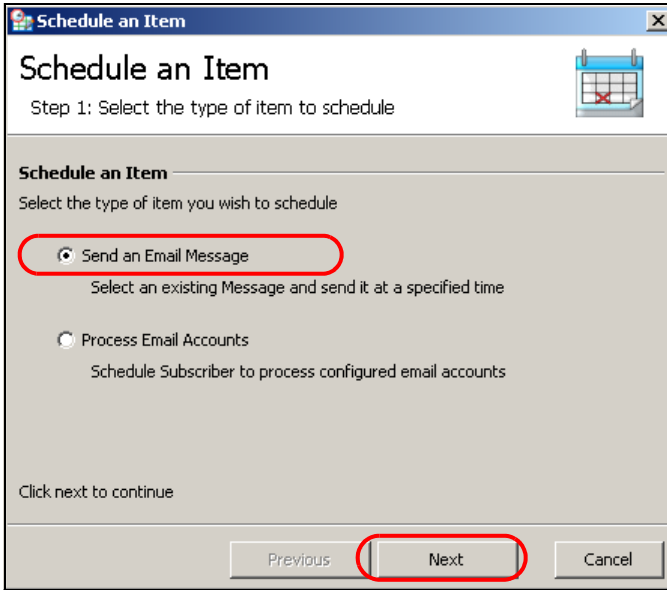 Schedule an Item
Schedule an Item
Step 1: Select the type of item to schedule
Schedule an Item
Select the type of item you wish to schedule
Send an Email Message
Select an existing Message and send it at a specified time
Process Email Accounts
Schedule Subscriber to process configured email accounts
Click next to continue
Previous Next Cancel